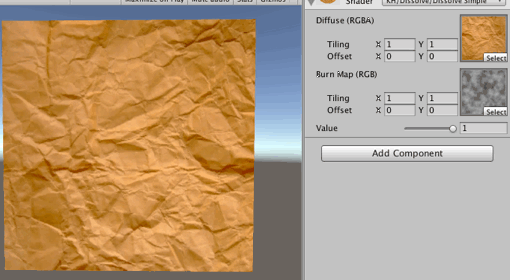 Maximize on Play Mute audio Stats Gizmos
Shader KH/Dissolve/Dissolve Simple
Diffuse (RGBA)
Tiling X 1 Y 1
Offset X 0 Y 0
Select
Burn Map (RGB)
Tiling X 1 Y 1
Offset X 0 Y 0
Select
Value 1
Add Component